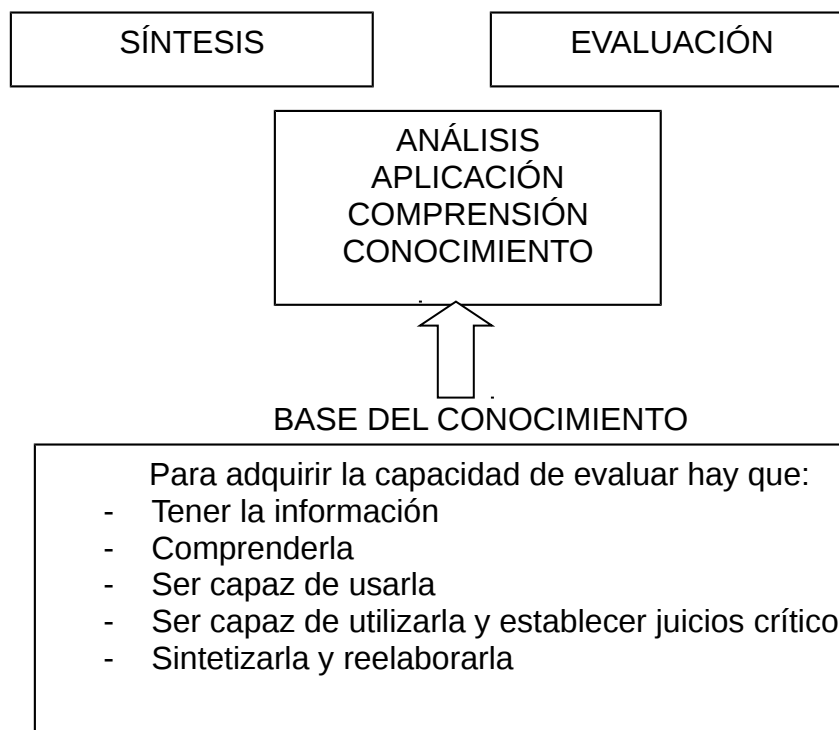 SÍNTESIS
EVALUACIÓN
ANÁLISIS
APLICACIÓN
COMPRENSIÓN
CONOCIMIENTO
BASE DEL CONOCIMIENTO
Para adquirir la capacidad de evaluar hay que:
- Tener la información
- Comprenderla
- Ser capaz de usarla
- Ser capaz de utilizarla y establecer juicios crítico
- Sintetizarla y reelaborarla